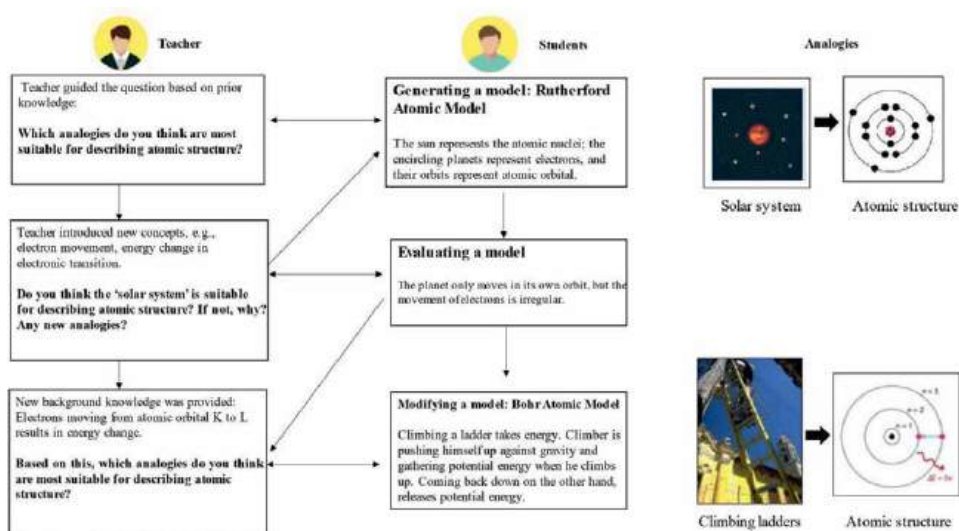 Teacher
Students
Analogies
Teacher guided the question based on prior
knowledge:
Which analogies do you think are most
suitable for describing atomic structure?
Generating a model: Rutherford
Atomic Model
The sun represents the atomic nuclei; the
encircling planets represent electrons, and
their orbits represent atomic orbital.
Solar system
Atomic structure
Teacher introduced new concepts, e.g.,
electron movement, energy change in
electronic transition.
Do you think the ‘solar system’ is suitable
for describing atomic structure? If not, why?
Any new analogies?
Evaluating a model
The planet only moves in its own orbit, but the
movement of electrons is irregular.
New background knowledge was provided:
Electrons moving from atomic orbital K to L
results in energy change.
Based on this, which analogies do you think
are most suitable for describing atomic
structure?
Modifying a model: Bohr Atomic Model
Climbing a ladder takes energy. Climber is
pushing himself up against gravity and
gathering potential energy when he climbs
up. Coming back down on the other hand,
releases potential energy.
n = 3
n = 2
n = 1
Climbing ladders
Atomic structure